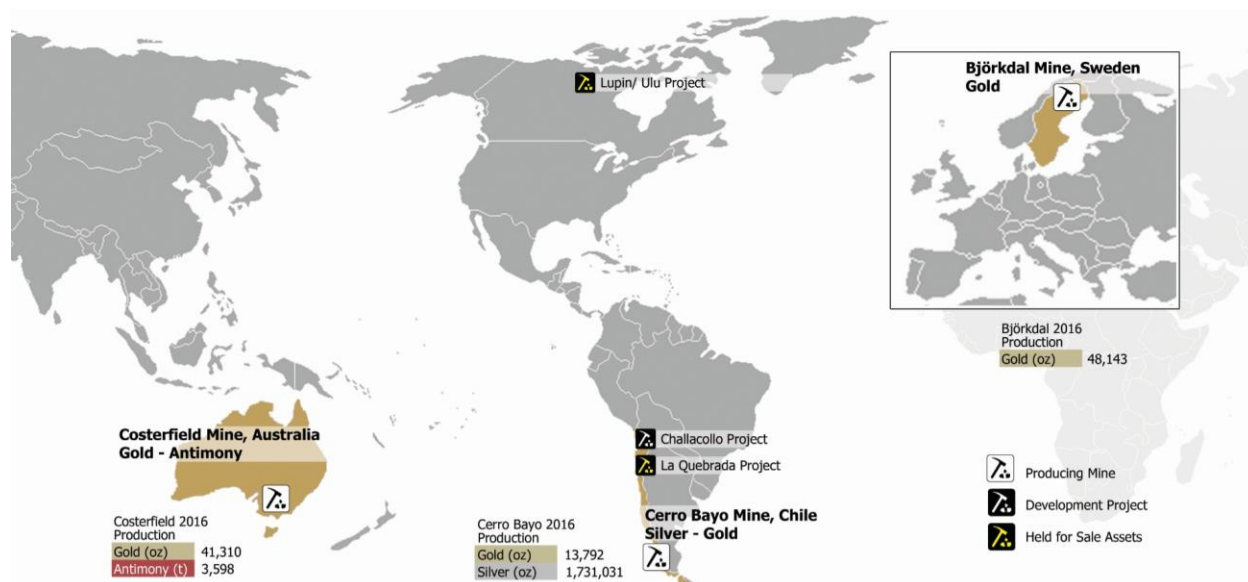 Lupin/ Ulu Project
Björkdal Mine, Sweden
Gold
Björkdal 2016
Production
Gold (oz) 48,143
Costerfield Mine, Australia
Gold - Antimony
Costerfield 2016
Production
Gold (oz) 41,310
Antimony (t) 3,598
Challacollo Project
La Quebrada Project
Cerro Bayo Mine, Chile
Silver - Gold
Cerro Bayo 2016
Production
Gold (oz) 13,792
Silver (oz) 1,731,031
Producing Mine
Development Project
Held for Sale Assets